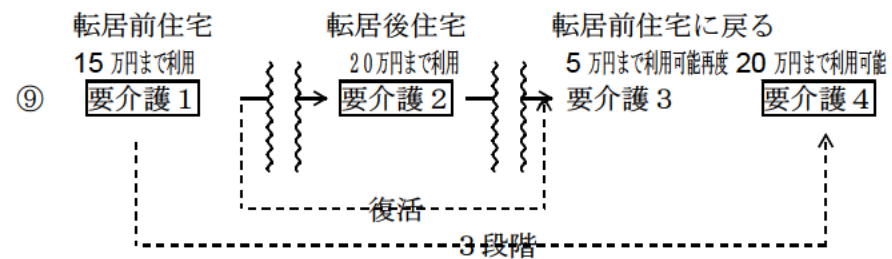 転居前住宅 転居後住宅 転居前住宅に戻る
15 万円まで利用 20万円まで利用 5 万円まで利用可能再度 20 万円まで利用可能
⑨ 要介護1 要介護2 要介護3 要介護4
復活
3段階